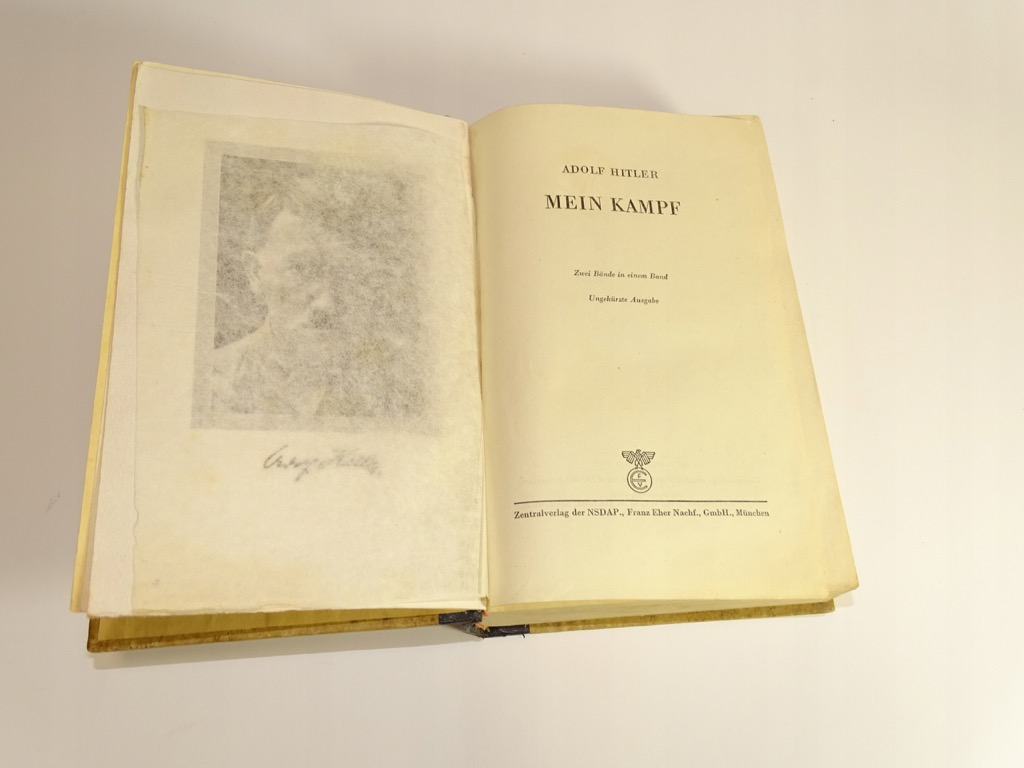 ADOLF HITLER
MEIN KAMPF
Zwei Bände in einem Band
Ungekürzte Ausgabe
Zentralverlag der NSDAP., Franz Eher Nachf., GmbH., München